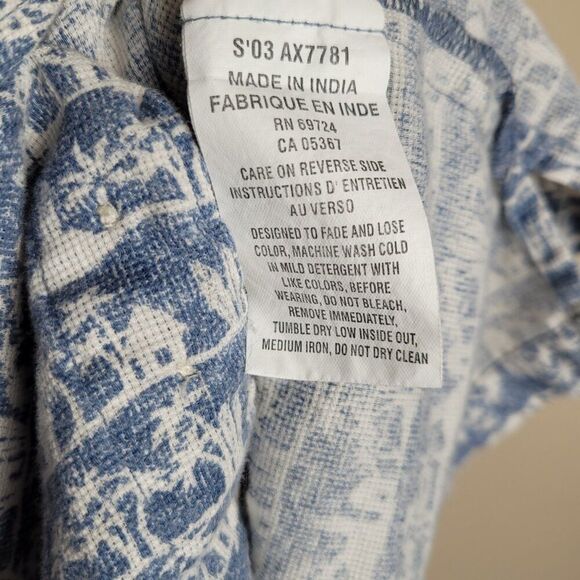 S'03 AX7781
MADE IN INDIA
FABRIQUE EN INDE
RN 69724
CA 05367
CARE ON REVERSE SIDE
INSTRUCTIONS D' ENTRETIEN
AU VERSO
DESIGNED TO FADE AND LOSE
COLOR, MACHINE WASH COLD
IN MILD DETERGENT WITH
LIKE COLORS, BEFORE
WEARING, DO NOT BLEACH,
REMOVE IMMEDIATELY,
TUMBLE DRY LOW INSIDE OUT,
MEDIUM IRON, DO NOT DRY CLEAN